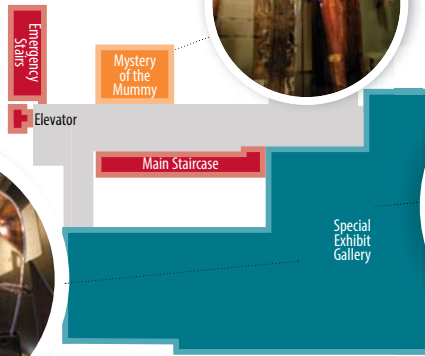 Emergency
Stairs
Mystery
of the
Mummy
Elevator
Main Staircase
Special
Exhibit
Gallery